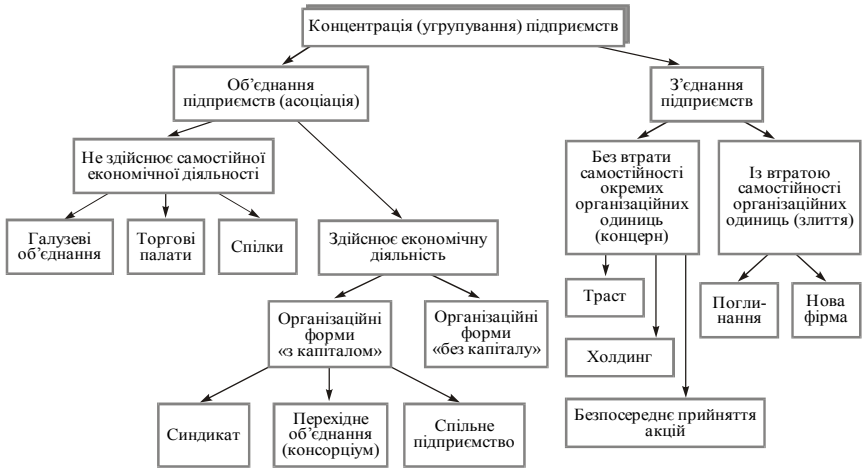 Концентрація (угрупування) підприємств
Об’єднання
підприємств (асоціація)
З’єднання
підприємств
Не здійснює самостійної
економічної діяльності
Без втрати
самостійності
окремих
організаційних
одиниць
(концерн)
Із втратою
самостійності
організаційних
одиниць (злиття)
Галузеві
об’єднання
Торгові
палати
Спілки
Здійснює економічну
діяльність
Траст
Погли-
нання
Нова
фірма
Організаційні
форми
«з капіталом»
Організаційні
форми
«без капіталу»
Холдинг
Синдикат
Перехідне
об’єднання
(консорціум)
Спільне
підприємство
Безпосереднє прийняття
акцій